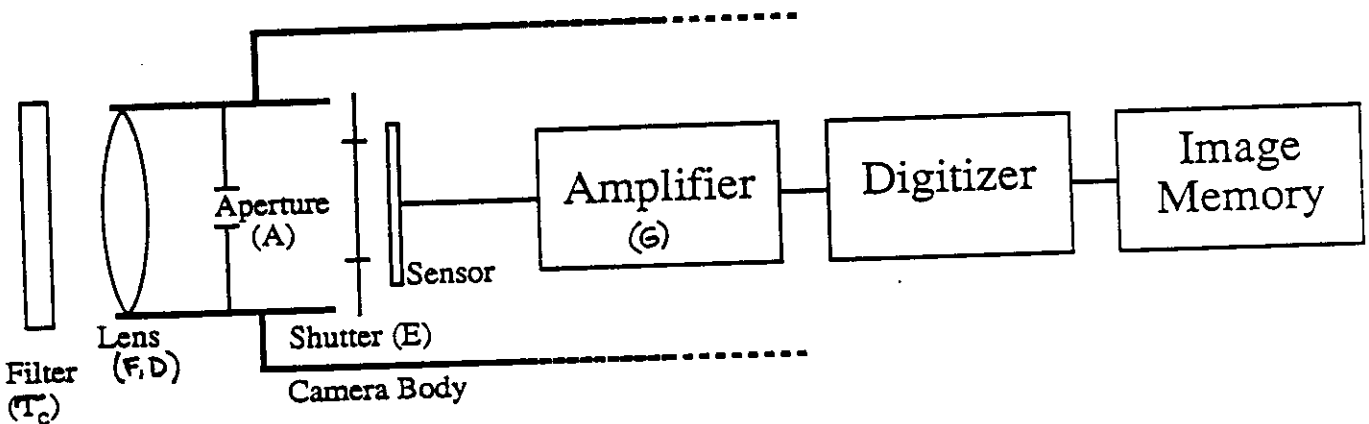 Filter
(T_c)
Lens
(F, D)
Aperture
(A)
Shutter (E)
Camera Body
Sensor
Amplifier
(G)
Digitizer
Image
Memory